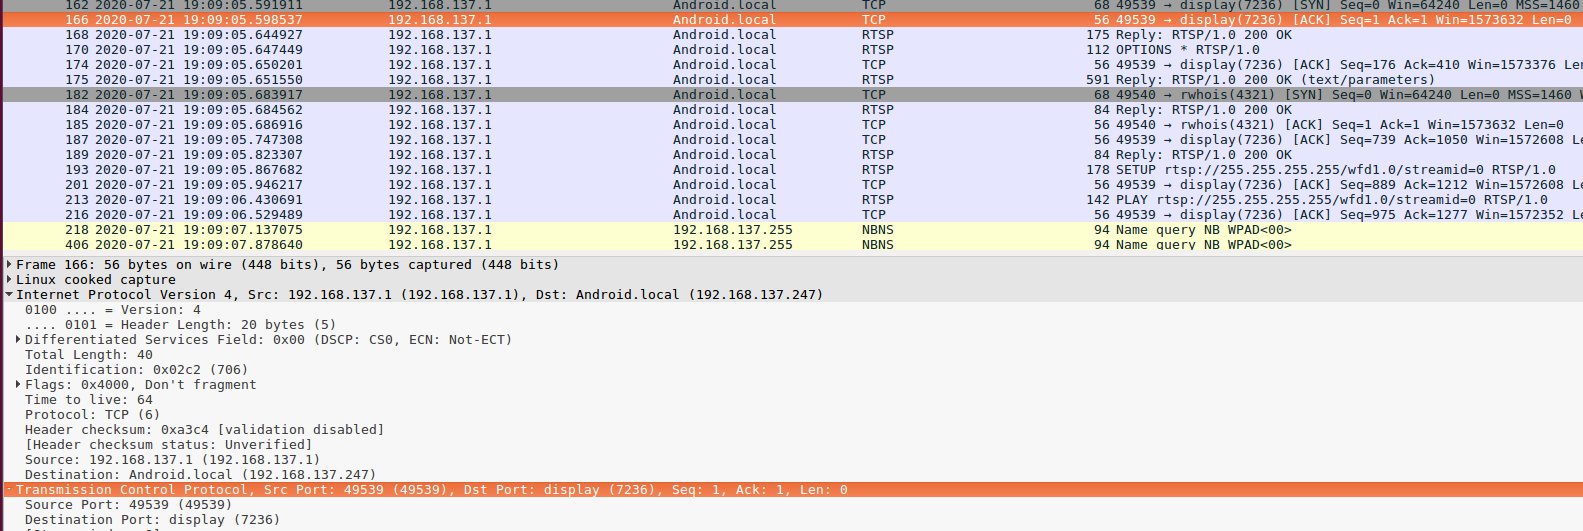 162 2020-07-21 19:09:05.591911 192.168.137.1 Android.local TCP 68 49539 → display(7236) [SYN] Seq=0 Win=64240 Len=0 MSS=1460
166 2020-07-21 19:09:05.598537 192.168.137.1 Android.local TCP 56 49539 → display(7236) [ACK] Seq=1 Ack=1 Win=1573632 Len=0
168 2020-07-21 19:09:05.644927 192.168.137.1 Android.local RTSP 175 Reply: RTSP/1.0 200 OK
170 2020-07-21 19:09:05.647449 192.168.137.1 Android.local RTSP 112 OPTIONS * RTSP/1.0
174 2020-07-21 19:09:05.650201 192.168.137.1 Android.local TCP 56 49539 → display(7236) [ACK] Seq=176 Ack=410 Win=1573376 Len
175 2020-07-21 19:09:05.651550 192.168.137.1 Android.local RTSP 591 Reply: RTSP/1.0 200 OK (text/parameters)
182 2020-07-21 19:09:05.683917 192.168.137.1 Android.local TCP 68 49540 → rwhois(4321) [SYN] Seq=0 Win=64240 Len=0 MSS=1460 W
184 2020-07-21 19:09:05.684562 192.168.137.1 Android.local RTSP 84 Reply: RTSP/1.0 200 OK
185 2020-07-21 19:09:05.686916 192.168.137.1 Android.local TCP 56 49540 → rwhois(4321) [ACK] Seq=1 Ack=1 Win=1573632 Len=0
187 2020-07-21 19:09:05.747308 192.168.137.1 Android.local TCP 56 49539 → display(7236) [ACK] Seq=739 Ack=1050 Win=1572608 Le
189 2020-07-21 19:09:05.823307 192.168.137.1 Android.local RTSP 84 Reply: RTSP/1.0 200 OK
193 2020-07-21 19:09:05.867682 192.168.137.1 Android.local RTSP 178 SETUP rtsp://255.255.255.255/wfd1.0/streamid=0 RTSP/1.0
201 2020-07-21 19:09:05.946217 192.168.137.1 Android.local TCP 56 49539 → display(7236) [ACK] Seq=889 Ack=1212 Win=1572608 Le
213 2020-07-21 19:09:06.430691 192.168.137.1 Android.local RTSP 142 PLAY rtsp://255.255.255.255/wfd1.0/streamid=0 RTSP/1.0
216 2020-07-21 19:09:06.529489 192.168.137.1 Android.local TCP 56 49539 → display(7236) [ACK] Seq=975 Ack=1277 Win=1572352 Le
218 2020-07-21 19:09:07.137075 192.168.137.1 192.168.137.255 NBNS 94 Name query NB WPAD<00>
406 2020-07-21 19:09:07.878640 192.168.137.1 192.168.137.255 NBNS 94 Name query NB WPAD<00>
Frame 166: 56 bytes on wire (448 bits), 56 bytes captured (448 bits)
Linux cooked capture
Internet Protocol Version 4, Src: 192.168.137.1 (192.168.137.1), Dst: Android.local (192.168.137.247)
0100 .... = Version: 4
.... 0101 = Header Length: 20 bytes (5)
Differentiated Services Field: 0x00 (DSCP: CS0, ECN: Not-ECT)
Total Length: 40
Identification: 0x02c2 (706)
Flags: 0x4000, Don't fragment
Time to live: 64
Protocol: TCP (6)
Header checksum: 0xa3c4 [validation disabled]
[Header checksum status: Unverified]
Source: 192.168.137.1 (192.168.137.1)
Destination: Android.local (192.168.137.247)
Transmission Control Protocol, Src Port: 49539 (49539), Dst Port: display (7236), Seq: 1, Ack: 1, Len: 0
Source Port: 49539 (49539)
Destination Port: display (7236)